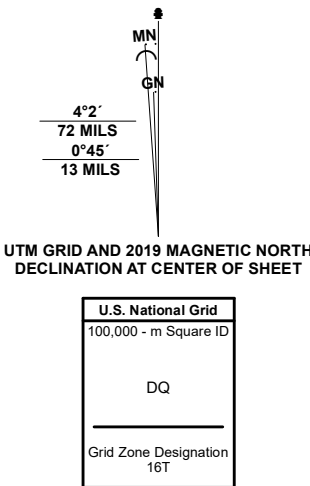 MN
GN
4°2´
72 MILS
0°45´
13 MILS
UTM GRID AND 2019 MAGNETIC NORTH
DECLINATION AT CENTER OF SHEET
U.S. National Grid
100,000 - m Square ID
DQ
Grid Zone Designation
16T